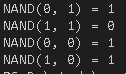 NAND(0, 1) = 1
NAND(1, 1) = 0
NAND(0, 0) = 1
NAND(1, 0) = 1